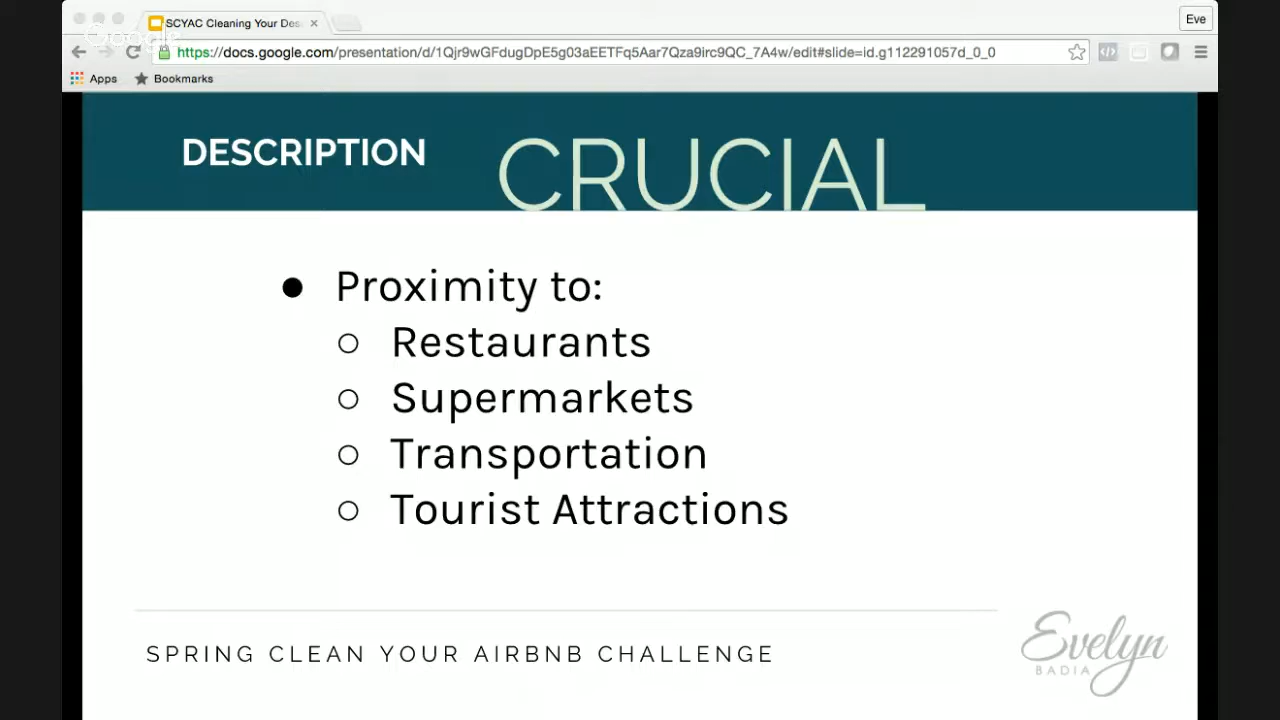 SCYAC Cleaning Your Des
Eve
Google
https://docs.google.com/presentation/d/1Qjr9wGFdugDpE5g03aEETFq5Aar7Qza9irc9QC_7A4w/edit#slide=id.g112291057d_0_0
Apps
Bookmarks
DESCRIPTION
CRUCIAL
● Proximity to:
○ Restaurants
○ Supermarkets
○ Transportation
○ Tourist Attractions
SPRING CLEAN YOUR AIRBNB CHALLENGE
Evelyn
BADIA